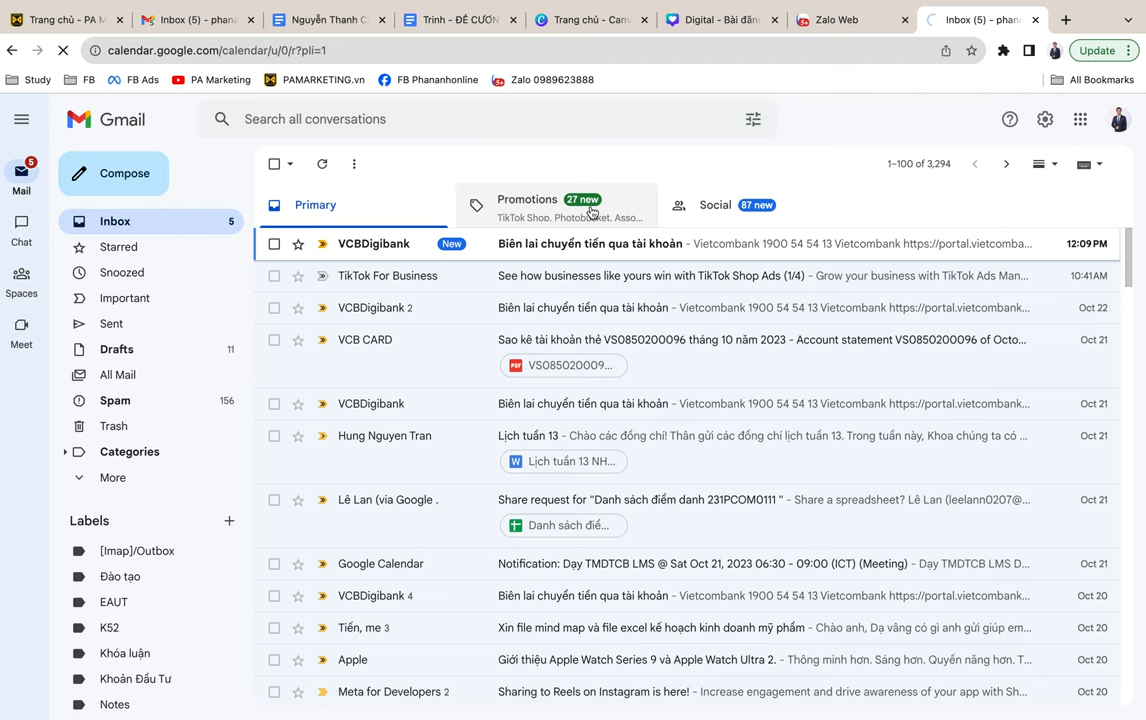 PA M
Inbox (5) - phana
Nguyễn Thanh C
Trinh - ĐỀ CƯƠN
Trang chủ - Canv
Digital - Bài đăng
Zalo Web
Inbox (5) - phana
calendar.google.com/calendar/u/0/r?pli=1
Update
Study
FB
FB Ads
PA Marketing
PAMARKETING.vn
FB Phananhonline
Zalo 0989623888
All Bookmarks
Gmail
Search all conversations
5
Mail
Chat
Spaces
Meet
Compose
Inbox 5
Starred
Snoozed
Important
Sent
Drafts 11
All Mail
Spam 156
Trash
Categories
More
Labels
[Imap]/Outbox
Đào tạo
EAUT
K52
Khóa luận
Khoản Đầu Tư
Notes
1–100 of 3,294
Primary
Promotions 27 new
TikTok Shop. Photobucket. Asso...
Social 87 new
VCBDigibank New Biên lai chuyển tiền qua tài khoản - Vietcombank 1900 54 54 13 Vietcombank https://portal.vietcomba... 12:09 PM
TikTok For Business See how businesses like yours win with TikTok Shop Ads (1/4) - Grow your business with TikTok Ads Man... 10:41 AM
VCBDigibank 2 Biên lai chuyển tiền qua tài khoản - Vietcombank 1900 54 54 13 Vietcombank https://portal.vietcombank... Oct 22
VCB CARD Sao kê tài khoản thẻ VS0850200096 tháng 10 năm 2023 - Account statement VS0850200096 of Octo... Oct 21
PDF VS085020009...
VCBDigibank Biên lai chuyển tiền qua tài khoản - Vietcombank 1900 54 54 13 Vietcombank https://portal.vietcombank... Oct 21
Hung Nguyen Tran Lịch tuần 13 - Chào các đồng chí! Thân gửi các đồng chí lịch tuần 13. Trong tuần này, Khoa chúng ta có ... Oct 21
W Lịch tuần 13 NH...
Lê Lan (via Google . Share request for "Danh sách điểm danh 231PCOM0111 " - Share a spreadsheet? Lê Lan (leelann0207@... Oct 21
Danh sách điể...
Google Calendar Notification: Dạy TMDTCB LMS @ Sat Oct 21, 2023 06:30 - 09:00 (ICT) (Meeting) - Dạy TMDTCB LMS D... Oct 21
VCBDigibank 4 Biên lai chuyển tiền qua tài khoản - Vietcombank 1900 54 54 13 Vietcombank https://portal.vietcombank... Oct 20
Tiến, me 3 Xin file mind map và file excel kế hoạch kinh doanh mỹ phẩm - Chào anh, Dạ vâng có gì anh gửi giúp em... Oct 20
Apple Giới thiệu Apple Watch Series 9 và Apple Watch Ultra 2. - Thông minh hơn. Sáng hơn. Quyền năng hơn. T... Oct 20
Meta for Developers 2 Sharing to Reels on Instagram is here! - Increase engagement and drive awareness of your app with Sh... Oct 20